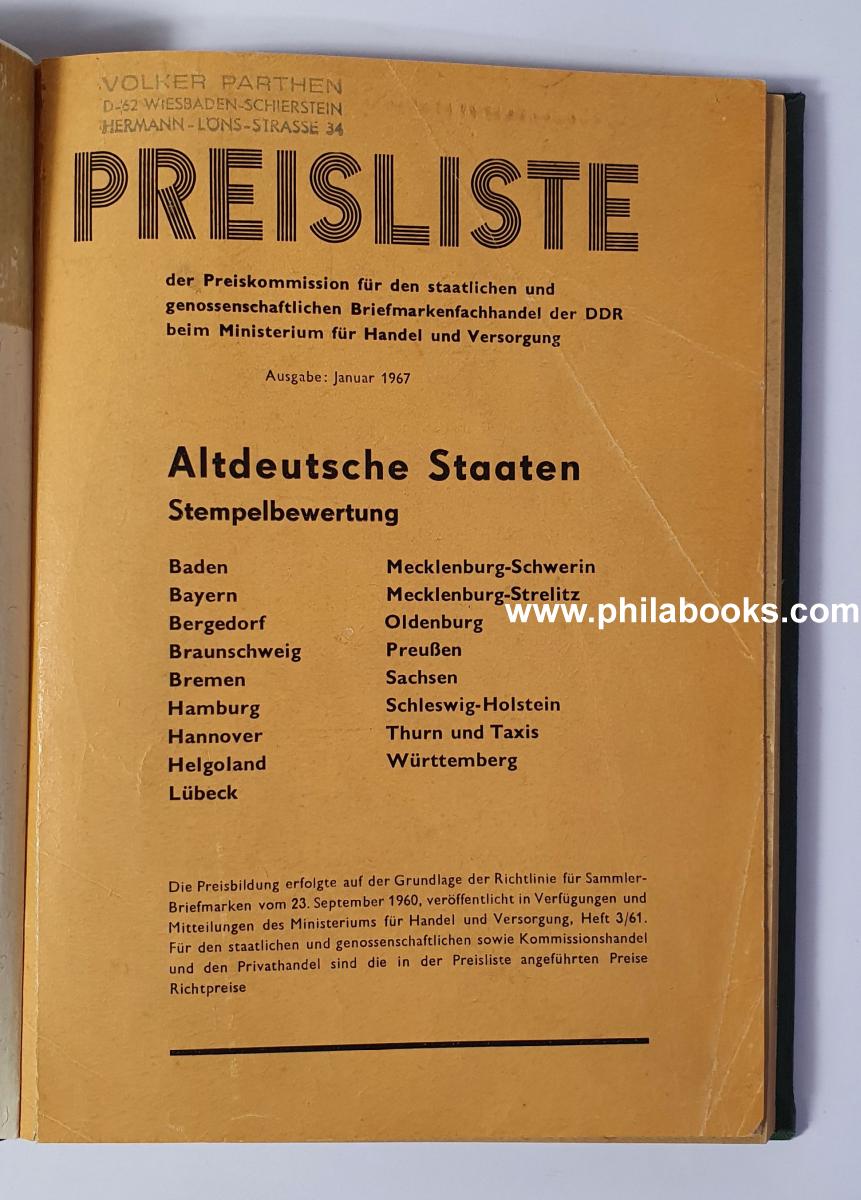 VOLKER PARTHEN
D-62 WIESBADEN-SCHIERSTEIN
HERMANN-LÖNS-STRASSE 34
PREISLISTE
der Preiskommission für den staatlichen und
genossenschaftlichen Briefmarkenfachhandel der DDR
beim Ministerium für Handel und Versorgung
Ausgabe: Januar 1967
Altdeutsche Staaten
Stempelbewertung
Baden
Bayern
Bergedorf
Braunschweig
Bremen
Hamburg
Hannover
Helgoland
Lübeck
Mecklenburg-Schwerin
Mecklenburg-Strelitz
Oldenburg
Preußen
Sachsen
Schleswig-Holstein
Thurn und Taxis
Württemberg
www.philabooks.com
Die Preisbildung erfolgte auf der Grundlage der Richtlinie für Sammler-
Briefmarken vom 23. September 1960, veröffentlicht in Verfügungen und
Mitteilungen des Ministeriums für Handel und Versorgung, Heft 3/61.
Für den staatlichen und genossenschaftlichen sowie Kommissionshandel
und den Privathandel sind die in der Preisliste angeführten Preise
Richtpreise